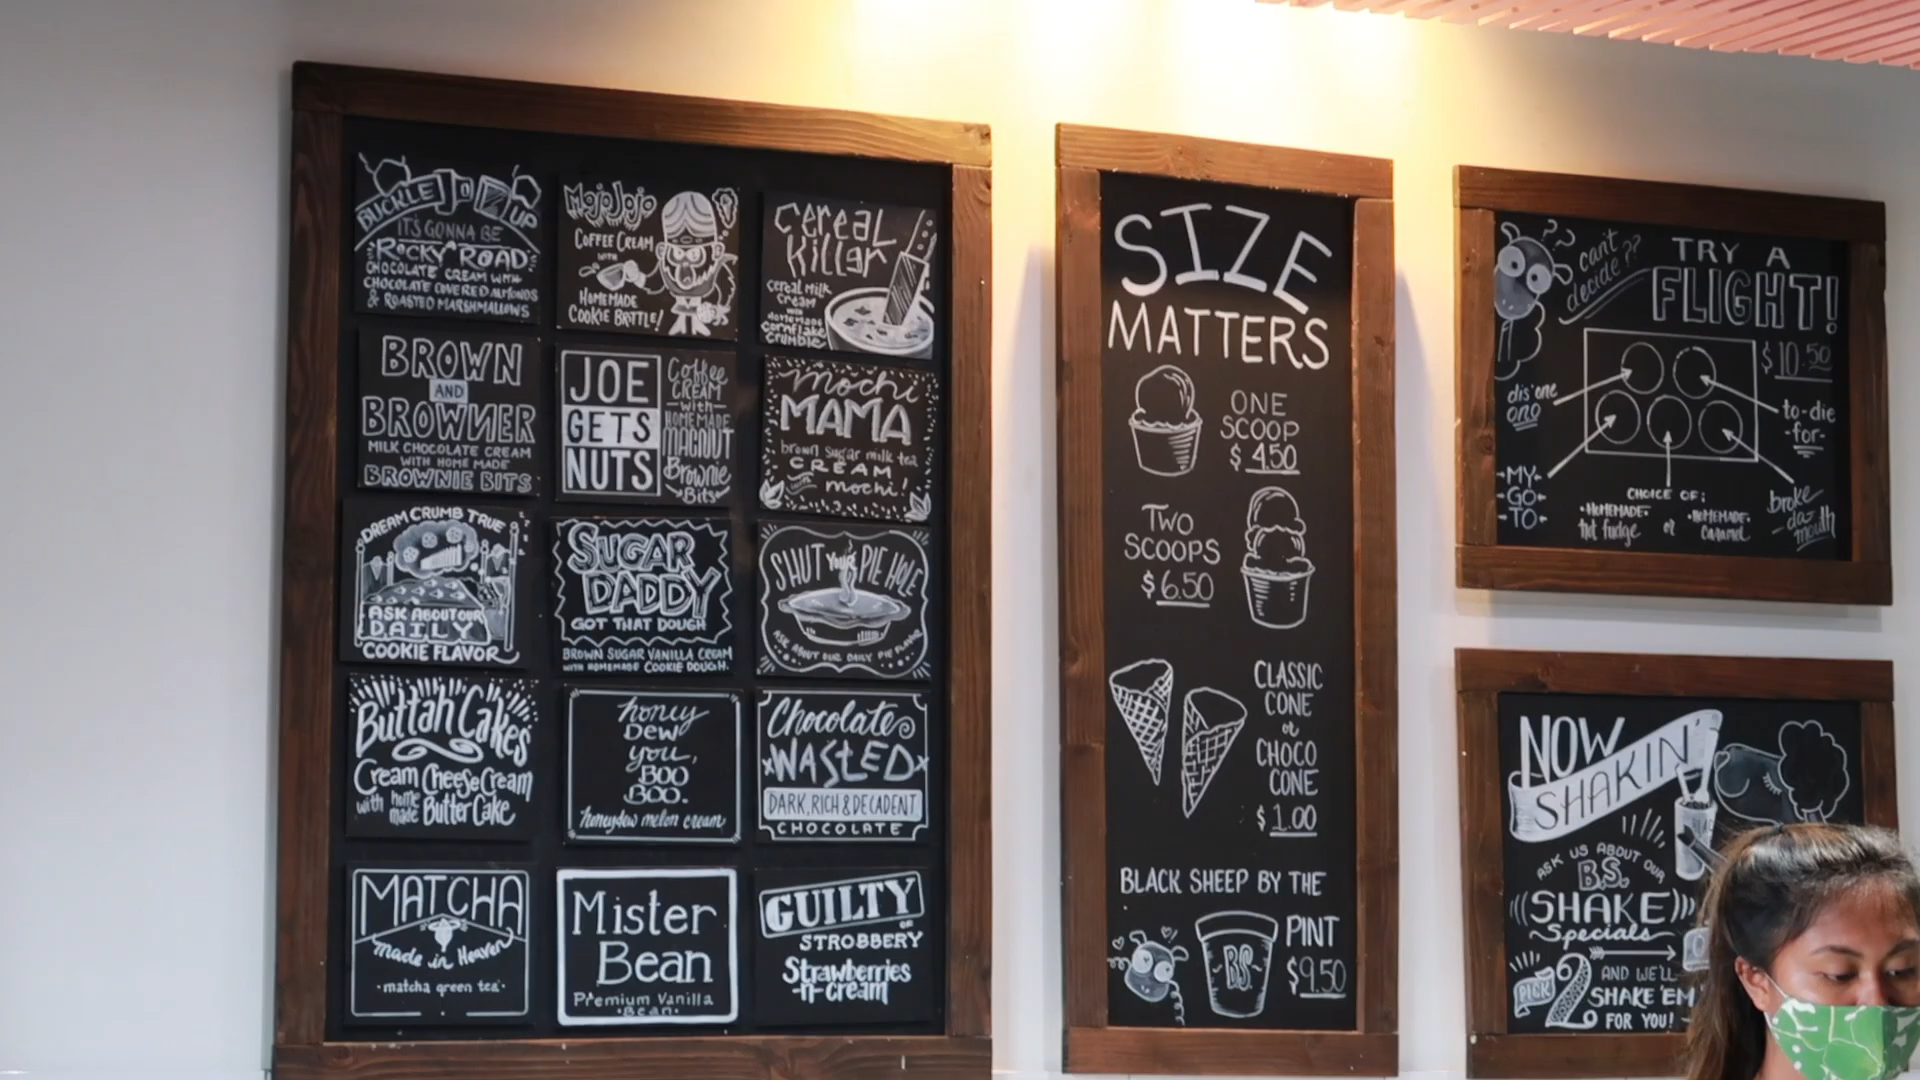 BUCKLE UP
IT'S GONNA BE
ROCKY ROAD
CHOCOLATE CREAM WITH
CHOCOLATE COVERED ALMONDS
& ROASTED MARSHMALLOWS
MojoJojo
COFFEE CREAM
WITH
HOMEMADE
COOKIE BRITTLE!
Cereal
Killer
cereal milk
cream
with
homemade
cornflake
crumble
BROWN
AND
BROWNER
MILK CHOCOLATE CREAM
WITH HOME MADE
BROWNIE BITS
JOE
GETS
NUTS
Coffee
CREAM
with
HOMEMADE
MACNUT
Brownie
Bits
mochi
MAMA
brown sugar milk tea
CREAM
with mochi!
DREAM CRUMB TRUE
ASK ABOUT OUR
DAILY
COOKIE FLAVOR
SUGAR
DADDY
GOT THAT DOUGH
BROWN SUGAR VANILLA CREAM
WITH HOMEMADE COOKIE DOUGH.
SHUT YOUR PIE HOLE
ASK ABOUT OUR DAILY PIE FLAVOR
Buttah Cakes
Cream Cheese Cream
with home made Butter Cake
honey
Dew
you,
BOO
BOO.
honeydew melon cream
Chocolate
WASTED
DARK, RICH & DECADENT
CHOCOLATE
MATCHA
made in Heaven
• matcha green tea •
Mister
Bean
Premium Vanilla
• Bean •
GUILTY
OF
STROBBERY
Strawberries
-n-cream
SIZE
MATTERS
ONE
SCOOP
$4.50
TWO
SCOOPS
$6.50
CLASSIC
CONE
or
CHOCO
CONE
$1.00
BLACK SHEEP BY THE
PINT
$9.50
B.S.
can't
decide??
TRY A
FLIGHT!
$10.50
dis'one
ono
to-die
-for-
MY
GO
TO
CHOICE OF:
•HOMEMADE•
hot fudge
or
•HOMEMADE•
caramel
broke
-da-
mouth
NOW
SHAKIN'
ASK US ABOUT OUR
B.S.
SHAKE
Specials
PICK 2
AND WE'LL
SHAKE 'EM
FOR YOU!